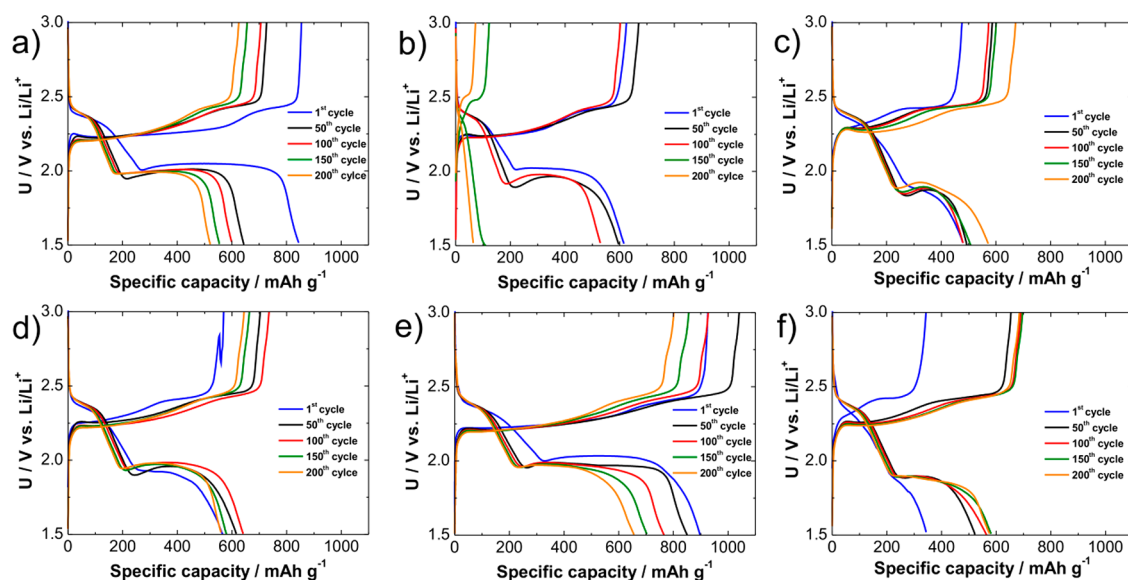 a)
U / V vs. Li/Li⁺
3.0
2.5
2.0
1.5
0 200 400 600 800 1000
Specific capacity / mAh g⁻¹
1ˢᵗ cycle
50ᵗʰ cycle
100ᵗʰ cycle
150ᵗʰ cycle
200ᵗʰ cylce
b)
U / V vs. Li/Li⁺
3.0
2.5
2.0
1.5
0 200 400 600 800 1000
Specific capacity / mAh g⁻¹
1ˢᵗ cycle
50ᵗʰ cycle
100ᵗʰ cycle
150ᵗʰ cycle
200ᵗʰ cylce
c)
U / V vs. Li/Li⁺
3.0
2.5
2.0
1.5
0 200 400 600 800 1000
Specific capacity / mAh g⁻¹
1ˢᵗ cycle
50ᵗʰ cycle
100ᵗʰ cycle
150ᵗʰ cycle
200ᵗʰ cylce
d)
U / V vs. Li/Li⁺
3.0
2.5
2.0
1.5
0 200 400 600 800 1000
Specific capacity / mAh g⁻¹
1ˢᵗ cycle
50ᵗʰ cycle
100ᵗʰ cycle
150ᵗʰ cycle
200ᵗʰ cylce
e)
U / V vs. Li/Li⁺
3.0
2.5
2.0
1.5
0 200 400 600 800 1000
Specific capacity / mAh g⁻¹
1ˢᵗ cycle
50ᵗʰ cycle
100ᵗʰ cycle
150ᵗʰ cycle
200ᵗʰ cylce
f)
U / V vs. Li/Li⁺
3.0
2.5
2.0
1.5
0 200 400 600 800 1000
Specific capacity / mAh g⁻¹
1ˢᵗ cycle
50ᵗʰ cycle
100ᵗʰ cycle
150ᵗʰ cycle
200ᵗʰ cylce